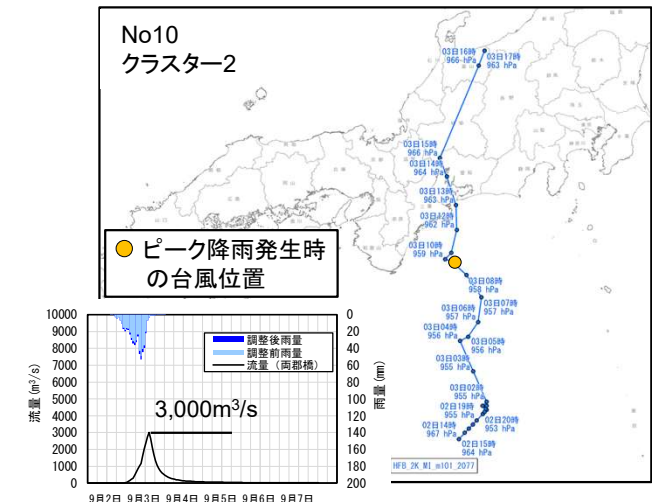 No10
クラスター2
03日16時
966 hPa
03日17時
963 hPa
03日15時
966 hPa
03日14時
964 hPa
03日13時
963 hPa
03日12時
962 hPa
03日10時
959 hPa
ピーク降雨発生時
の台風位置
03日08時
958 hPa
03日07時
957 hPa
03日06時
957 hPa
03日04時
956 hPa
03日05時
956 hPa
03日03時
955 hPa
03日02時
955 hPa
02日19時
955 hPa
02日20時
953 hPa
02日14時
967 hPa
02日15時
964 hPa
HFB_2K_MI_m101_2077
流量(m³/s)
10000
9000
8000
7000
6000
5000
4000
3000
2000
1000
0
調整後雨量
調整前雨量
流量（両郡橋）
3,000m³/s
0
20
40
60
80
100
120
140
160
180
200
雨量(mm)
9月2日 9月3日 9月4日 9月5日 9月6日 9月7日